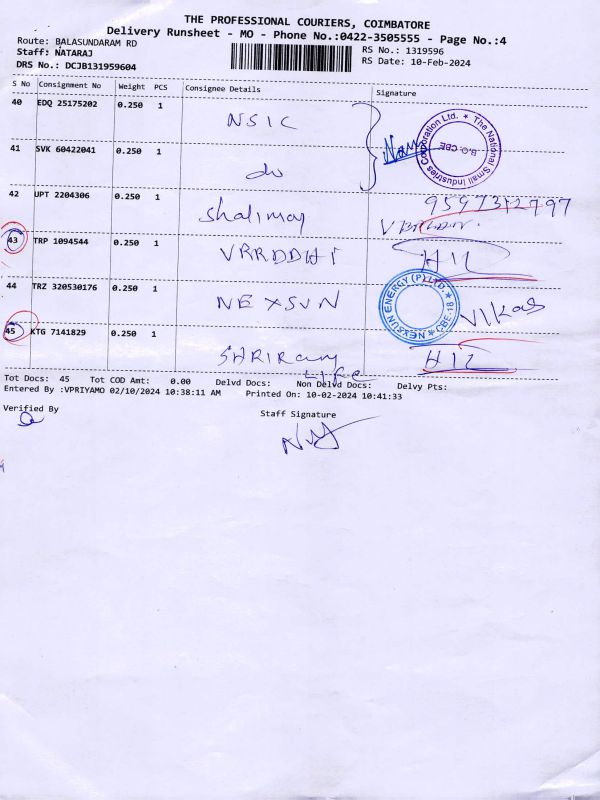 THE PROFESSIONAL COURIERS, COIMBATORE
Delivery Runsheet - MO - Phone No.:0422-3505555 - Page No.:4
Route: BALASUNDARAM RD
RS No.: 1319596
Staff: NATARAJ
RS Date: 10-Feb-2024
DRS No.: DCJB131959604
S No Consignment No Weight PCS Consignee Details Signature
40 EDQ 25175202 0.250 1
NSIC
The National Small Industries Corporation Ltd. * B.O. CBE *
41 SVK 60422041 0.250 1
do
42 UPT 2204306 0.250 1
Shalimar
43 TRP 1094544 0.250 1
VRRDDHI
44 TRZ 320530176 0.250 1
NEXSUN
NEXSUN ENERGY (P) LTD. * CBE-18 *
Vikas
45 KTG 7141829 0.250 1
SHRIRam
Life
Tot Docs: 45 Tot COD Amt: 0.00 Delvd Docs: Non Delvd Docs: Delvy Pts:
Entered By :VPRIYAMO 02/10/2024 10:38:11 AM Printed On: 10-02-2024 10:41:33
Verified By
Staff Signature